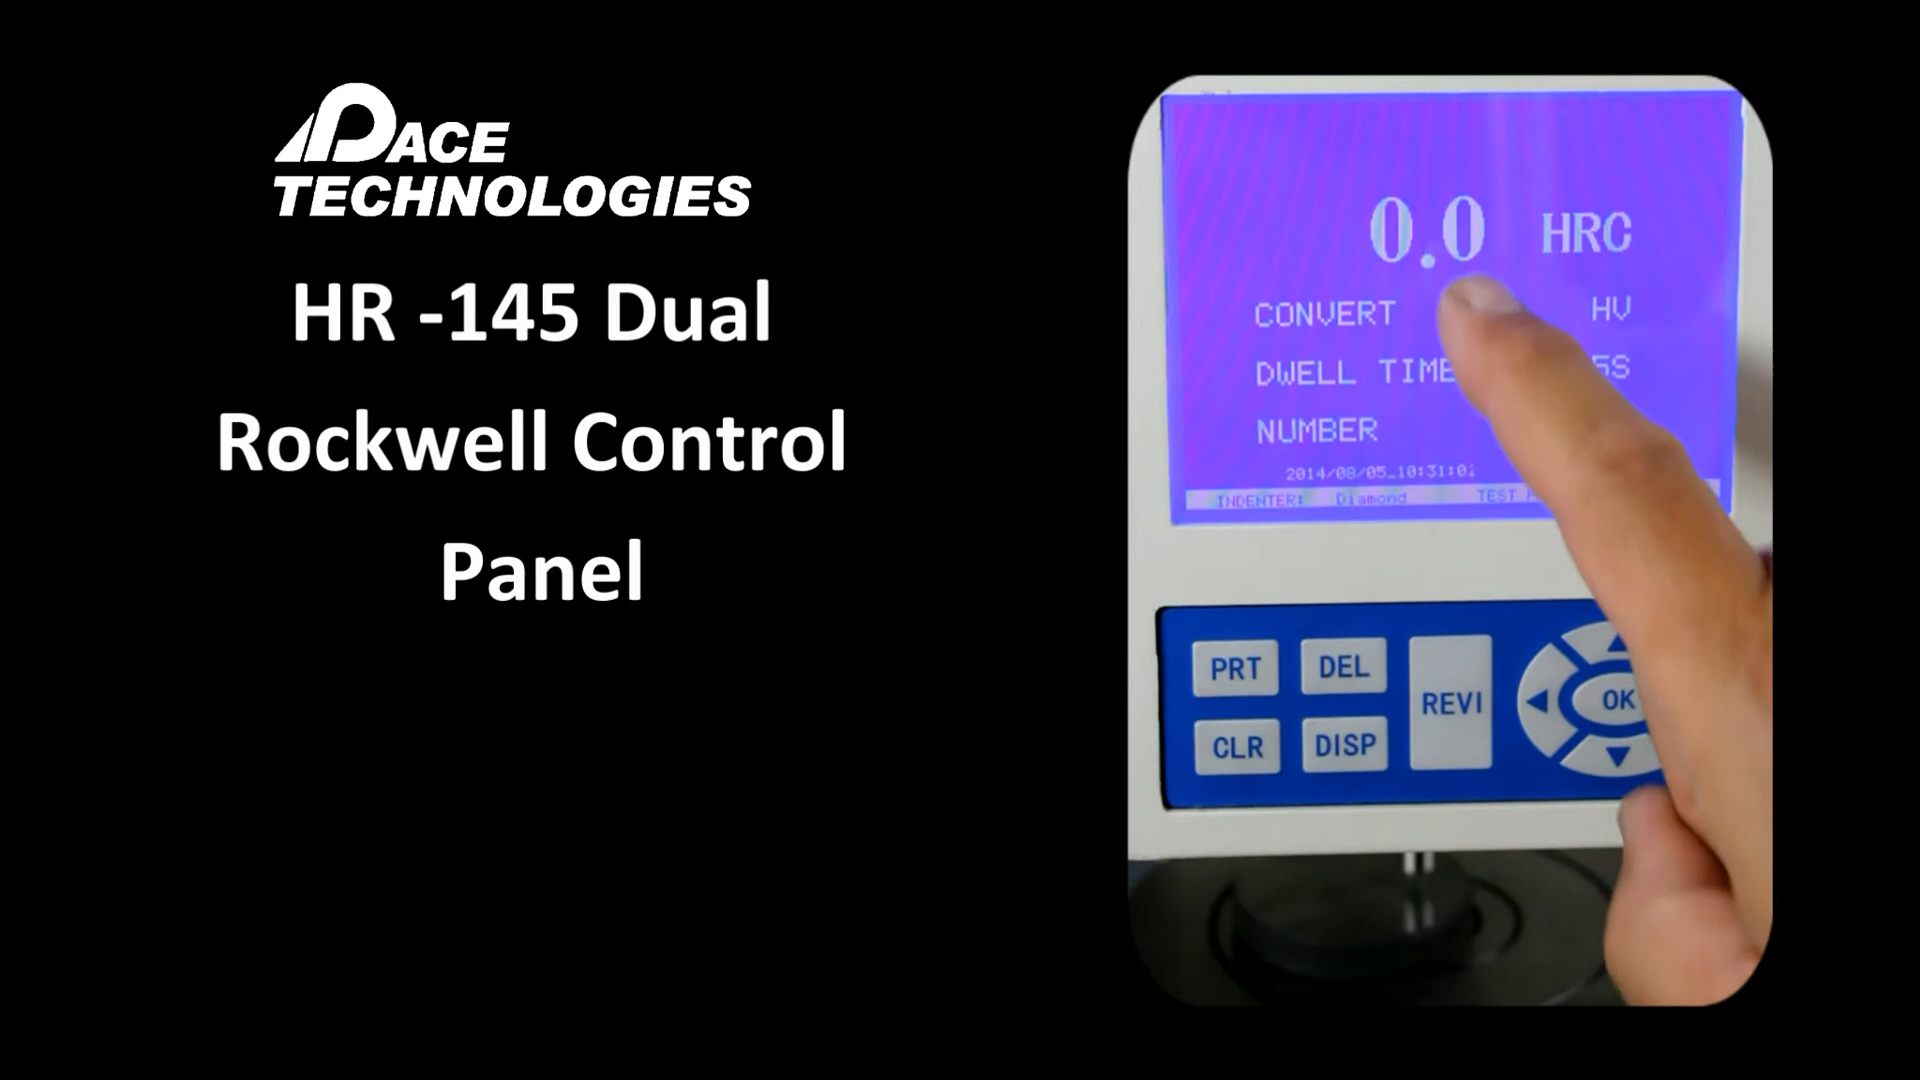 PACE
TECHNOLOGIES
HR -145 Dual
Rockwell Control
Panel
0.0 HRC
CONVERT HV
DWELL TIME 5S
NUMBER
2014/08/05_10:31:0
INDENTER: Diamond TEST
PRT DEL
REVI
OK
CLR DISP